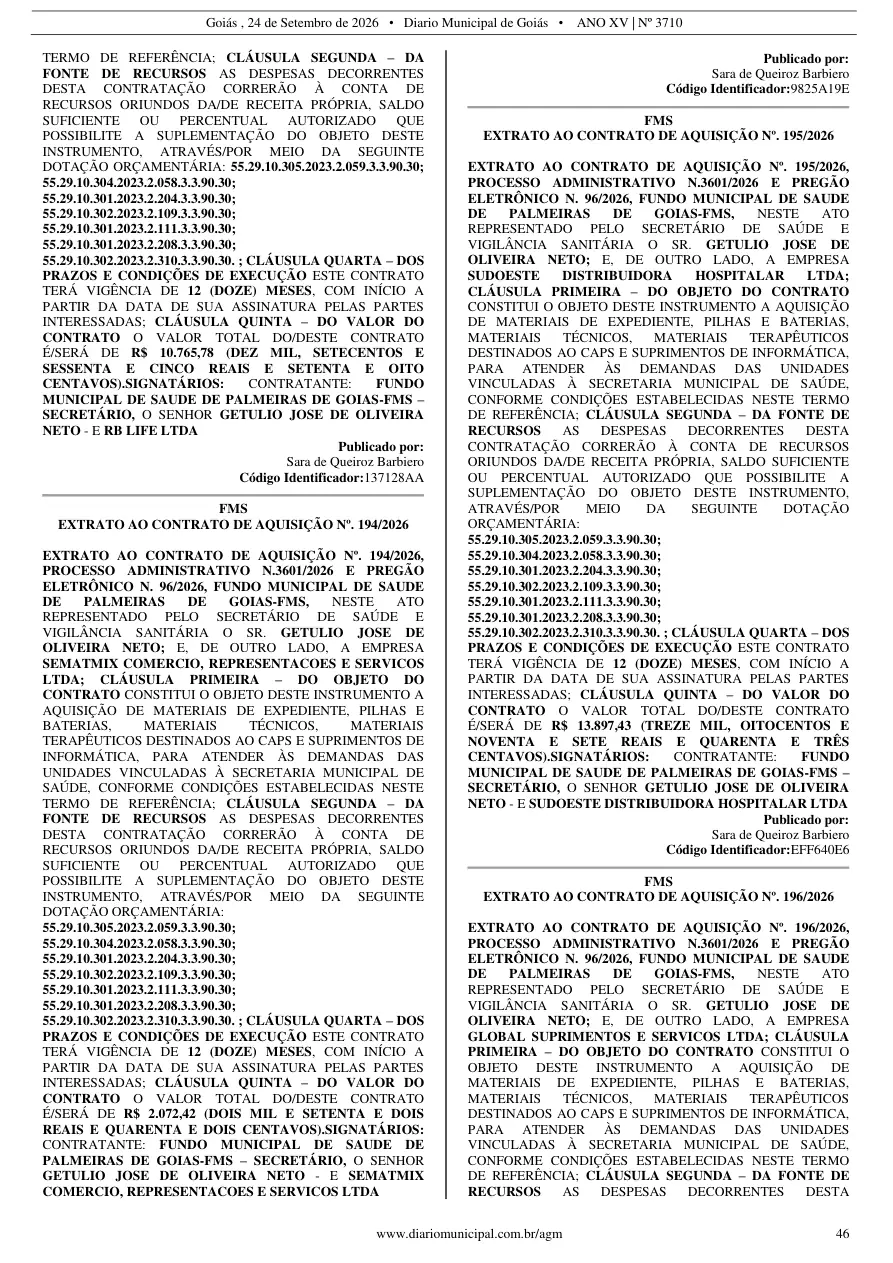 Goiás , 24 de Setembro de 2026 • Diario Municipal de Goiás • ANO XV | Nº 3710
TERMO DE REFERÊNCIA; CLÁUSULA SEGUNDA – DA
FONTE DE RECURSOS AS DESPESAS DECORRENTES
DESTA CONTRATAÇÃO CORRERÃO À CONTA DE
RECURSOS ORIUNDOS DA/DE RECEITA PRÓPRIA, SALDO
SUFICIENTE OU PERCENTUAL AUTORIZADO QUE
POSSIBILITE A SUPLEMENTAÇÃO DO OBJETO DESTE
INSTRUMENTO, ATRAVÉS/POR MEIO DA SEGUINTE
DOTAÇÃO ORÇAMENTÁRIA: 55.29.10.305.2023.2.059.3.3.90.30;
55.29.10.304.2023.2.058.3.3.90.30;
55.29.10.301.2023.2.204.3.3.90.30;
55.29.10.302.2023.2.109.3.3.90.30;
55.29.10.301.2023.2.111.3.3.90.30;
55.29.10.301.2023.2.208.3.3.90.30;
55.29.10.302.2023.2.310.3.3.90.30. ; CLÁUSULA QUARTA – DOS
PRAZOS E CONDIÇÕES DE EXECUÇÃO ESTE CONTRATO
TERÁ VIGÊNCIA DE 12 (DOZE) MESES, COM INÍCIO A
PARTIR DA DATA DE SUA ASSINATURA PELAS PARTES
INTERESSADAS; CLÁUSULA QUINTA – DO VALOR DO
CONTRATO O VALOR TOTAL DO/DESTE CONTRATO
É/SERÁ DE R$ 10.765,78 (DEZ MIL, SETECENTOS E
SESSENTA E CINCO REAIS E SETENTA E OITO
CENTAVOS).SIGNATÁRIOS: CONTRATANTE: FUNDO
MUNICIPAL DE SAUDE DE PALMEIRAS DE GOIAS-FMS –
SECRETÁRIO, O SENHOR GETULIO JOSE DE OLIVEIRA
NETO - E RB LIFE LTDA
Publicado por:
Sara de Queiroz Barbiero
Código Identificador:137128AA
FMS
EXTRATO AO CONTRATO DE AQUISIÇÃO Nº. 194/2026
EXTRATO AO CONTRATO DE AQUISIÇÃO Nº. 194/2026,
PROCESSO ADMINISTRATIVO N.3601/2026 E PREGÃO
ELETRÔNICO N. 96/2026, FUNDO MUNICIPAL DE SAUDE
DE PALMEIRAS DE GOIAS-FMS, NESTE ATO
REPRESENTADO PELO SECRETÁRIO DE SAÚDE E
VIGILÂNCIA SANITÁRIA O SR. GETULIO JOSE DE
OLIVEIRA NETO; E, DE OUTRO LADO, A EMPRESA
SEMATMIX COMERCIO, REPRESENTACOES E SERVICOS
LTDA; CLÁUSULA PRIMEIRA – DO OBJETO DO
CONTRATO CONSTITUI O OBJETO DESTE INSTRUMENTO A
AQUISIÇÃO DE MATERIAIS DE EXPEDIENTE, PILHAS E
BATERIAS, MATERIAIS TÉCNICOS, MATERIAIS
TERAPÊUTICOS DESTINADOS AO CAPS E SUPRIMENTOS DE
INFORMÁTICA, PARA ATENDER ÀS DEMANDAS DAS
UNIDADES VINCULADAS À SECRETARIA MUNICIPAL DE
SAÚDE, CONFORME CONDIÇÕES ESTABELECIDAS NESTE
TERMO DE REFERÊNCIA; CLÁUSULA SEGUNDA – DA
FONTE DE RECURSOS AS DESPESAS DECORRENTES
DESTA CONTRATAÇÃO CORRERÃO À CONTA DE
RECURSOS ORIUNDOS DA/DE RECEITA PRÓPRIA, SALDO
SUFICIENTE OU PERCENTUAL AUTORIZADO QUE
POSSIBILITE A SUPLEMENTAÇÃO DO OBJETO DESTE
INSTRUMENTO, ATRAVÉS/POR MEIO DA SEGUINTE
DOTAÇÃO ORÇAMENTÁRIA:
55.29.10.305.2023.2.059.3.3.90.30;
55.29.10.304.2023.2.058.3.3.90.30;
55.29.10.301.2023.2.204.3.3.90.30;
55.29.10.302.2023.2.109.3.3.90.30;
55.29.10.301.2023.2.111.3.3.90.30;
55.29.10.301.2023.2.208.3.3.90.30;
55.29.10.302.2023.2.310.3.3.90.30. ; CLÁUSULA QUARTA – DOS
PRAZOS E CONDIÇÕES DE EXECUÇÃO ESTE CONTRATO
TERÁ VIGÊNCIA DE 12 (DOZE) MESES, COM INÍCIO A
PARTIR DA DATA DE SUA ASSINATURA PELAS PARTES
INTERESSADAS; CLÁUSULA QUINTA – DO VALOR DO
CONTRATO O VALOR TOTAL DO/DESTE CONTRATO
É/SERÁ DE R$ 2.072,42 (DOIS MIL E SETENTA E DOIS
REAIS E QUARENTA E DOIS CENTAVOS).SIGNATÁRIOS:
CONTRATANTE: FUNDO MUNICIPAL DE SAUDE DE
PALMEIRAS DE GOIAS-FMS – SECRETÁRIO, O SENHOR
GETULIO JOSE DE OLIVEIRA NETO - E SEMATMIX
COMERCIO, REPRESENTACOES E SERVICOS LTDA
Publicado por:
Sara de Queiroz Barbiero
Código Identificador:9825A19E
FMS
EXTRATO AO CONTRATO DE AQUISIÇÃO Nº. 195/2026
EXTRATO AO CONTRATO DE AQUISIÇÃO Nº. 195/2026,
PROCESSO ADMINISTRATIVO N.3601/2026 E PREGÃO
ELETRÔNICO N. 96/2026, FUNDO MUNICIPAL DE SAUDE
DE PALMEIRAS DE GOIAS-FMS, NESTE ATO
REPRESENTADO PELO SECRETÁRIO DE SAÚDE E
VIGILÂNCIA SANITÁRIA O SR. GETULIO JOSE DE
OLIVEIRA NETO; E, DE OUTRO LADO, A EMPRESA
SUDOESTE DISTRIBUIDORA HOSPITALAR LTDA;
CLÁUSULA PRIMEIRA – DO OBJETO DO CONTRATO
CONSTITUI O OBJETO DESTE INSTRUMENTO A AQUISIÇÃO
DE MATERIAIS DE EXPEDIENTE, PILHAS E BATERIAS,
MATERIAIS TÉCNICOS, MATERIAIS TERAPÊUTICOS
DESTINADOS AO CAPS E SUPRIMENTOS DE INFORMÁTICA,
PARA ATENDER ÀS DEMANDAS DAS UNIDADES
VINCULADAS À SECRETARIA MUNICIPAL DE SAÚDE,
CONFORME CONDIÇÕES ESTABELECIDAS NESTE TERMO
DE REFERÊNCIA; CLÁUSULA SEGUNDA – DA FONTE DE
RECURSOS AS DESPESAS DECORRENTES DESTA
CONTRATAÇÃO CORRERÃO À CONTA DE RECURSOS
ORIUNDOS DA/DE RECEITA PRÓPRIA, SALDO SUFICIENTE
OU PERCENTUAL AUTORIZADO QUE POSSIBILITE A
SUPLEMENTAÇÃO DO OBJETO DESTE INSTRUMENTO,
ATRAVÉS/POR MEIO DA SEGUINTE DOTAÇÃO
ORÇAMENTÁRIA:
55.29.10.305.2023.2.059.3.3.90.30;
55.29.10.304.2023.2.058.3.3.90.30;
55.29.10.301.2023.2.204.3.3.90.30;
55.29.10.302.2023.2.109.3.3.90.30;
55.29.10.301.2023.2.111.3.3.90.30;
55.29.10.301.2023.2.208.3.3.90.30;
55.29.10.302.2023.2.310.3.3.90.30. ; CLÁUSULA QUARTA – DOS
PRAZOS E CONDIÇÕES DE EXECUÇÃO ESTE CONTRATO
TERÁ VIGÊNCIA DE 12 (DOZE) MESES, COM INÍCIO A
PARTIR DA DATA DE SUA ASSINATURA PELAS PARTES
INTERESSADAS; CLÁUSULA QUINTA – DO VALOR DO
CONTRATO O VALOR TOTAL DO/DESTE CONTRATO
É/SERÁ DE R$ 13.897,43 (TREZE MIL, OITOCENTOS E
NOVENTA E SETE REAIS E QUARENTA E TRÊS
CENTAVOS).SIGNATÁRIOS: CONTRATANTE: FUNDO
MUNICIPAL DE SAUDE DE PALMEIRAS DE GOIAS-FMS –
SECRETÁRIO, O SENHOR GETULIO JOSE DE OLIVEIRA
NETO - E SUDOESTE DISTRIBUIDORA HOSPITALAR LTDA
Publicado por:
Sara de Queiroz Barbiero
Código Identificador:EFF640E6
FMS
EXTRATO AO CONTRATO DE AQUISIÇÃO Nº. 196/2026
EXTRATO AO CONTRATO DE AQUISIÇÃO Nº. 196/2026,
PROCESSO ADMINISTRATIVO N.3601/2026 E PREGÃO
ELETRÔNICO N. 96/2026, FUNDO MUNICIPAL DE SAUDE
DE PALMEIRAS DE GOIAS-FMS, NESTE ATO
REPRESENTADO PELO SECRETÁRIO DE SAÚDE E
VIGILÂNCIA SANITÁRIA O SR. GETULIO JOSE DE
OLIVEIRA NETO; E, DE OUTRO LADO, A EMPRESA
GLOBAL SUPRIMENTOS E SERVICOS LTDA; CLÁUSULA
PRIMEIRA – DO OBJETO DO CONTRATO CONSTITUI O
OBJETO DESTE INSTRUMENTO A AQUISIÇÃO DE
MATERIAIS DE EXPEDIENTE, PILHAS E BATERIAS,
MATERIAIS TÉCNICOS, MATERIAIS TERAPÊUTICOS
DESTINADOS AO CAPS E SUPRIMENTOS DE INFORMÁTICA,
PARA ATENDER ÀS DEMANDAS DAS UNIDADES
VINCULADAS À SECRETARIA MUNICIPAL DE SAÚDE,
CONFORME CONDIÇÕES ESTABELECIDAS NESTE TERMO
DE REFERÊNCIA; CLÁUSULA SEGUNDA – DA FONTE DE
RECURSOS AS DESPESAS DECORRENTES DESTA
www.diariomunicipal.com.br/agm 46